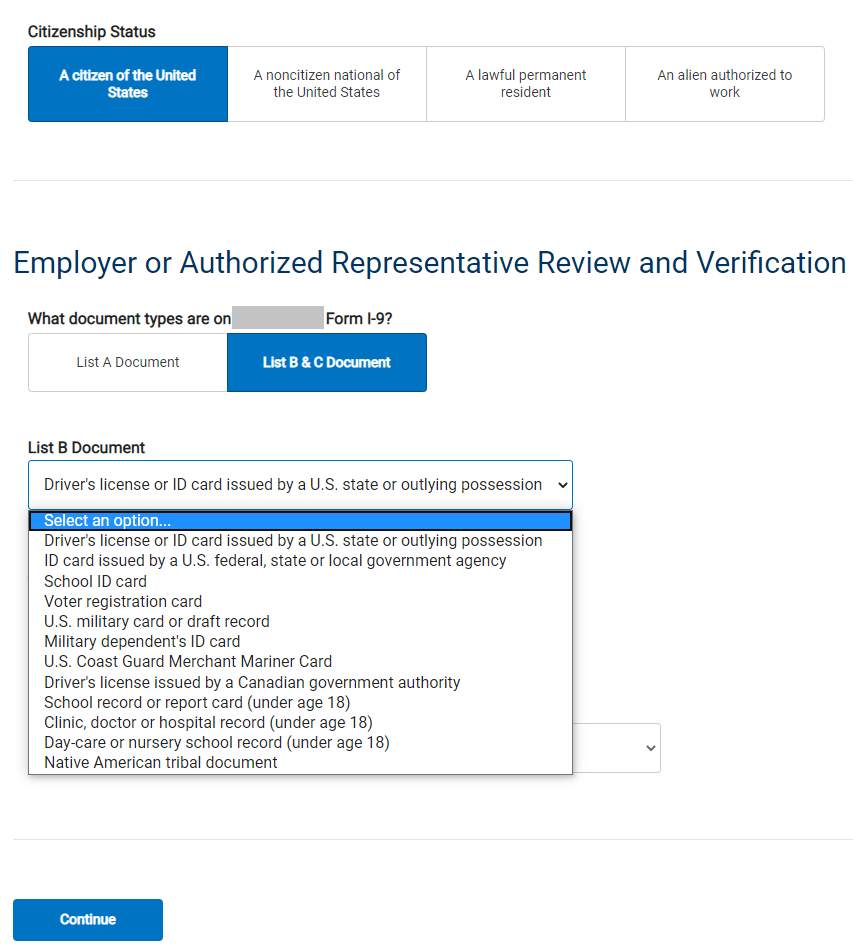 Citizenship Status
A citizen of the United
States
A noncitizen national of
the United States
A lawful permanent
resident
An alien authorized to
work
Employer or Authorized Representative Review and Verification
What document types are on Form I-9?
List A Document
List B & C Document
List B Document
Driver's license or ID card issued by a U.S. state or outlying possession
Select an option...
Driver's license or ID card issued by a U.S. state or outlying possession
ID card issued by a U.S. federal, state or local government agency
School ID card
Voter registration card
U.S. military card or draft record
Military dependent's ID card
U.S. Coast Guard Merchant Mariner Card
Driver's license issued by a Canadian government authority
School record or report card (under age 18)
Clinic, doctor or hospital record (under age 18)
Day-care or nursery school record (under age 18)
Native American tribal document
Continue